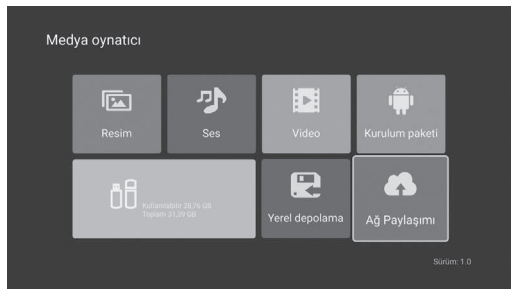 Medya oynatıcı
Resim
Ses
Video
Kurulum paketi
Kullanılabilir 28,76 GB
Toplam 31,39 GB
Yerel depolama
Ağ Paylaşımı
Sürüm: 1.0